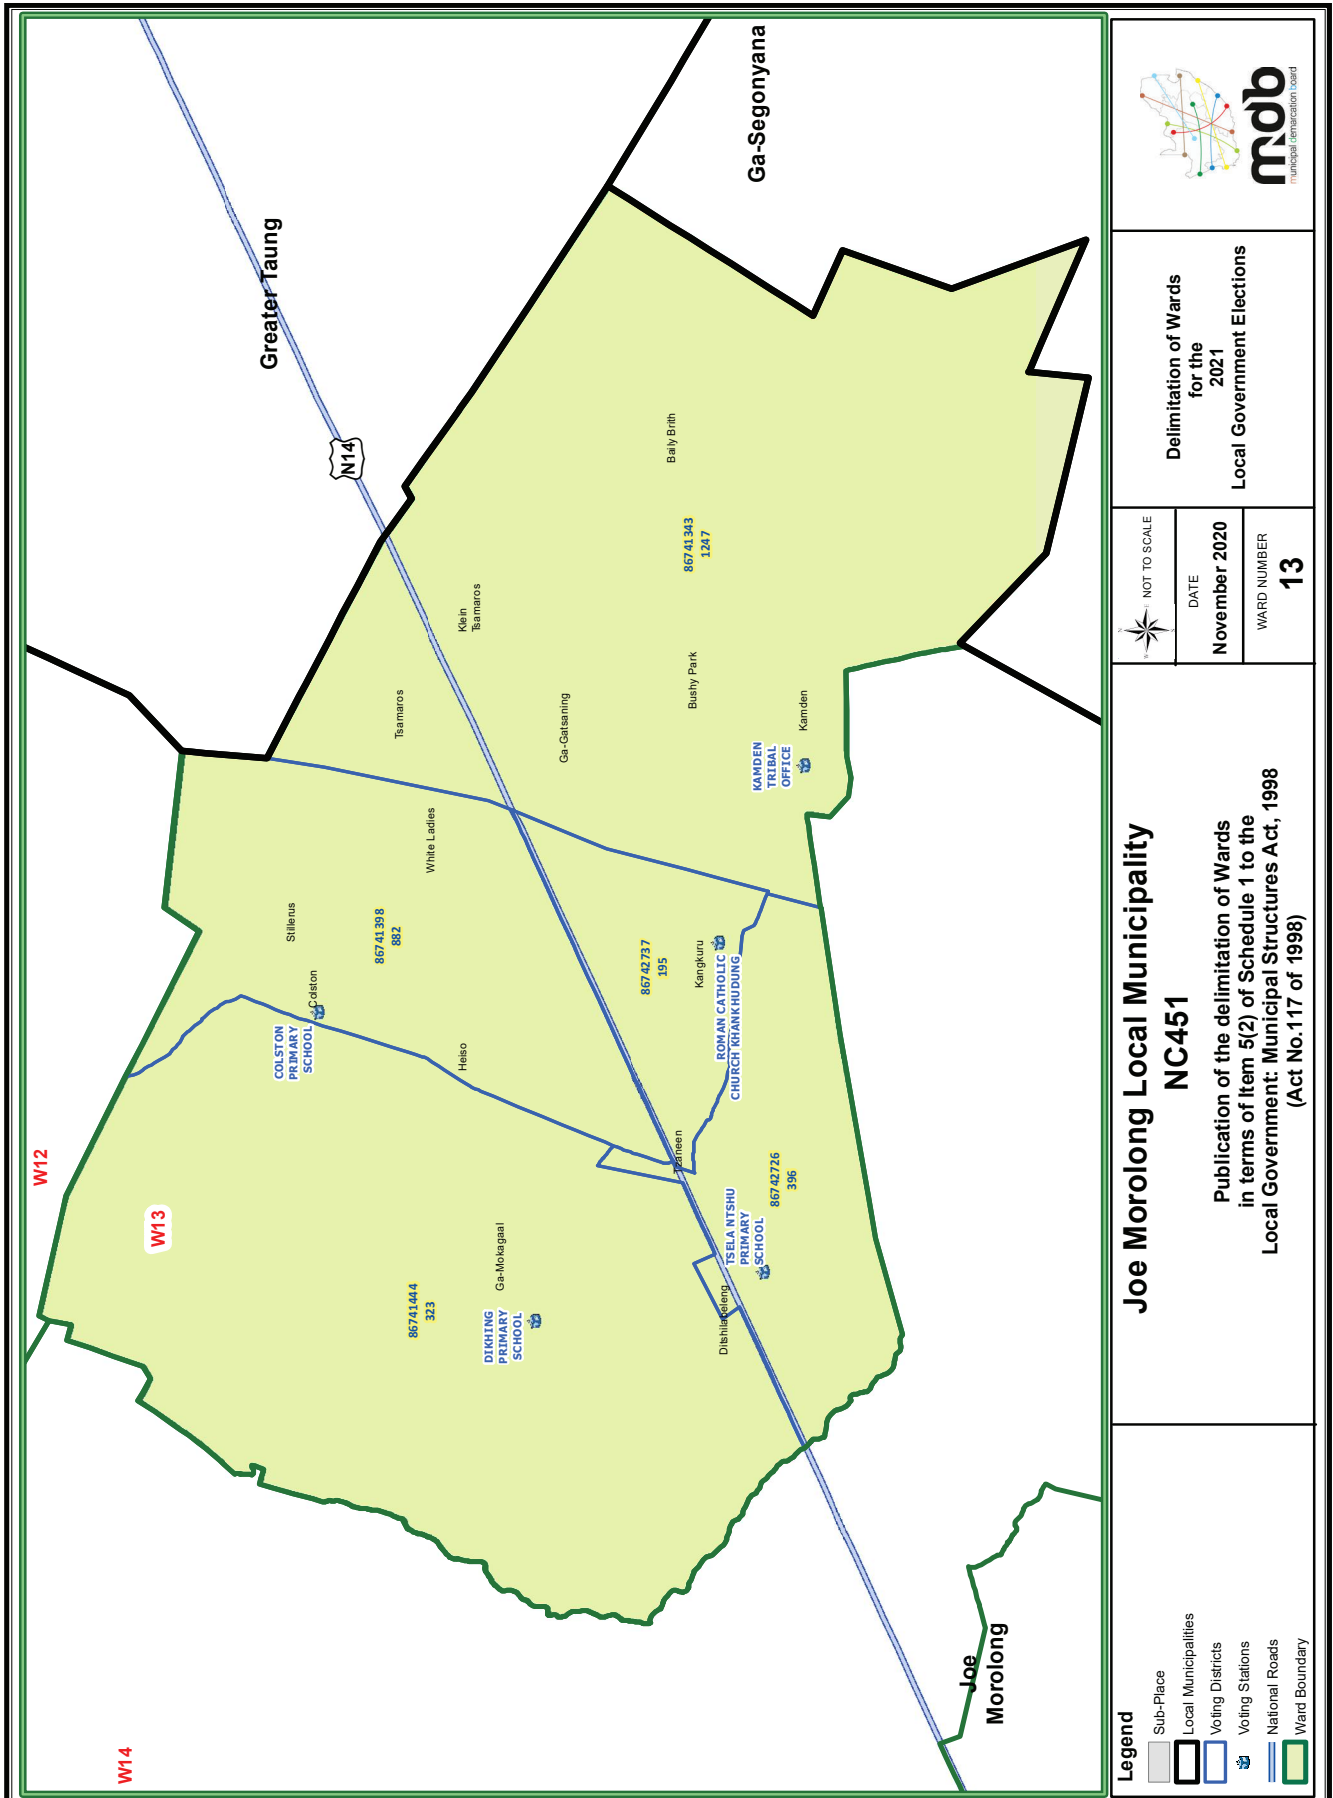 W14
W12
W13
Greater Taung
N14
Ga-Segonyana
Joe
Morolong
Stillerus
Colston
COLSTON
PRIMARY
SCHOOL
86741398
882
White Ladies
Tsamaros
Klein
Tsamaros
Heiso
86741444
323
Ga-Mokagaal
DIKHING
PRIMARY
SCHOOL
Ga-Gatsaning
Baily Brith
86741343
1247
Bushy Park
Kamden
KAMDEN
TRIBAL
OFFICE
86742737
195
Kangkuru
ROMAN CATHOLIC
CHURCH KHANKHUDUNG
Tzaneen
86742726
396
TSELA NTSHU
PRIMARY
SCHOOL
Ditshilabeleng
Legend
Sub-Place
Local Municipalities
Voting Districts
Voting Stations
National Roads
Ward Boundary
Joe Morolong Local Municipality
NC451
Publication of the delimitation of Wards
in terms of Item 5(2) of Schedule 1 to the
Local Government: Municipal Structures Act, 1998
(Act No.117 of 1998)
N
W
E
S
NOT TO SCALE
DATE
November 2020
WARD NUMBER
13
Delimitation of Wards
for the
2021
Local Government Elections
mdb
municipal demarcation board